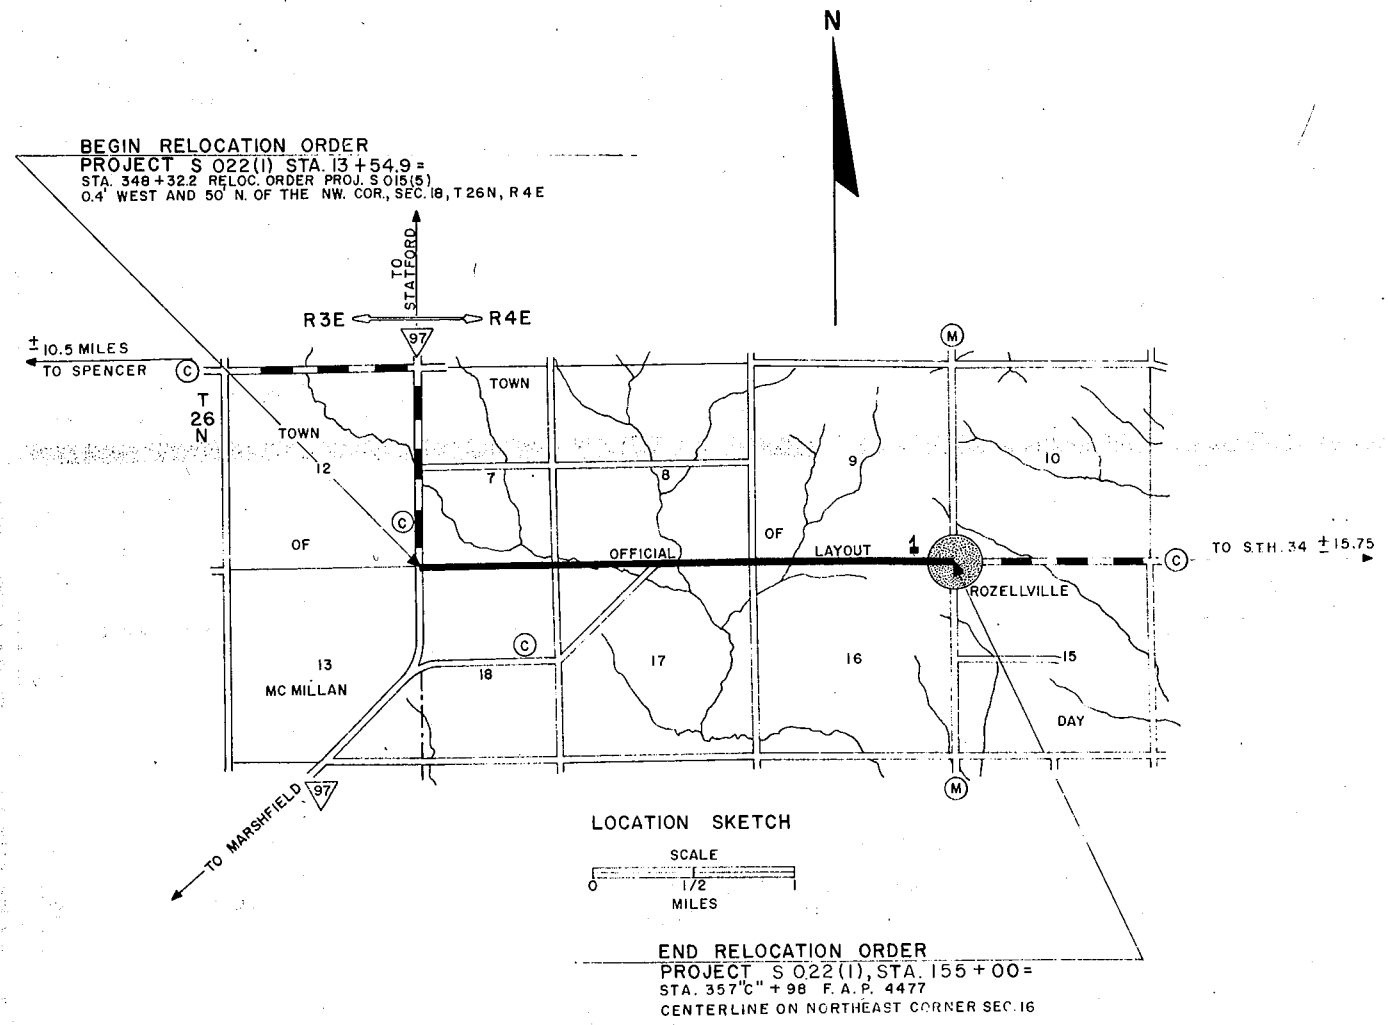 N
BEGIN RELOCATION ORDER
PROJECT S 022(1) STA. 13+54.9=
STA. 348+32.2 RELOC. ORDER PROJ. S 015(5)
0.4' WEST AND 50' N. OF THE NW. COR., SEC. 18, T 26N, R 4 E
TO
STATFORD
R3E R4E
97
M
± 10.5 MILES
TO SPENCER
C
T
26
N
TOWN
TOWN
12
7
8
9
10
C
OF
OF
OFFICIAL
LAYOUT
1
C
TO S.T.H. 34 ± 15.75
ROZELLVILLE
C
13
18
17
16
15
MC MILLAN
DAY
97
M
TO MARSHFIELD
LOCATION SKETCH
SCALE
0 1/2 1
MILES
END RELOCATION ORDER
PROJECT S 022(1), STA. 155+00=
STA. 357"C" +98 F. A. P. 4477
CENTERLINE ON NORTHEAST CORNER SEC. 16